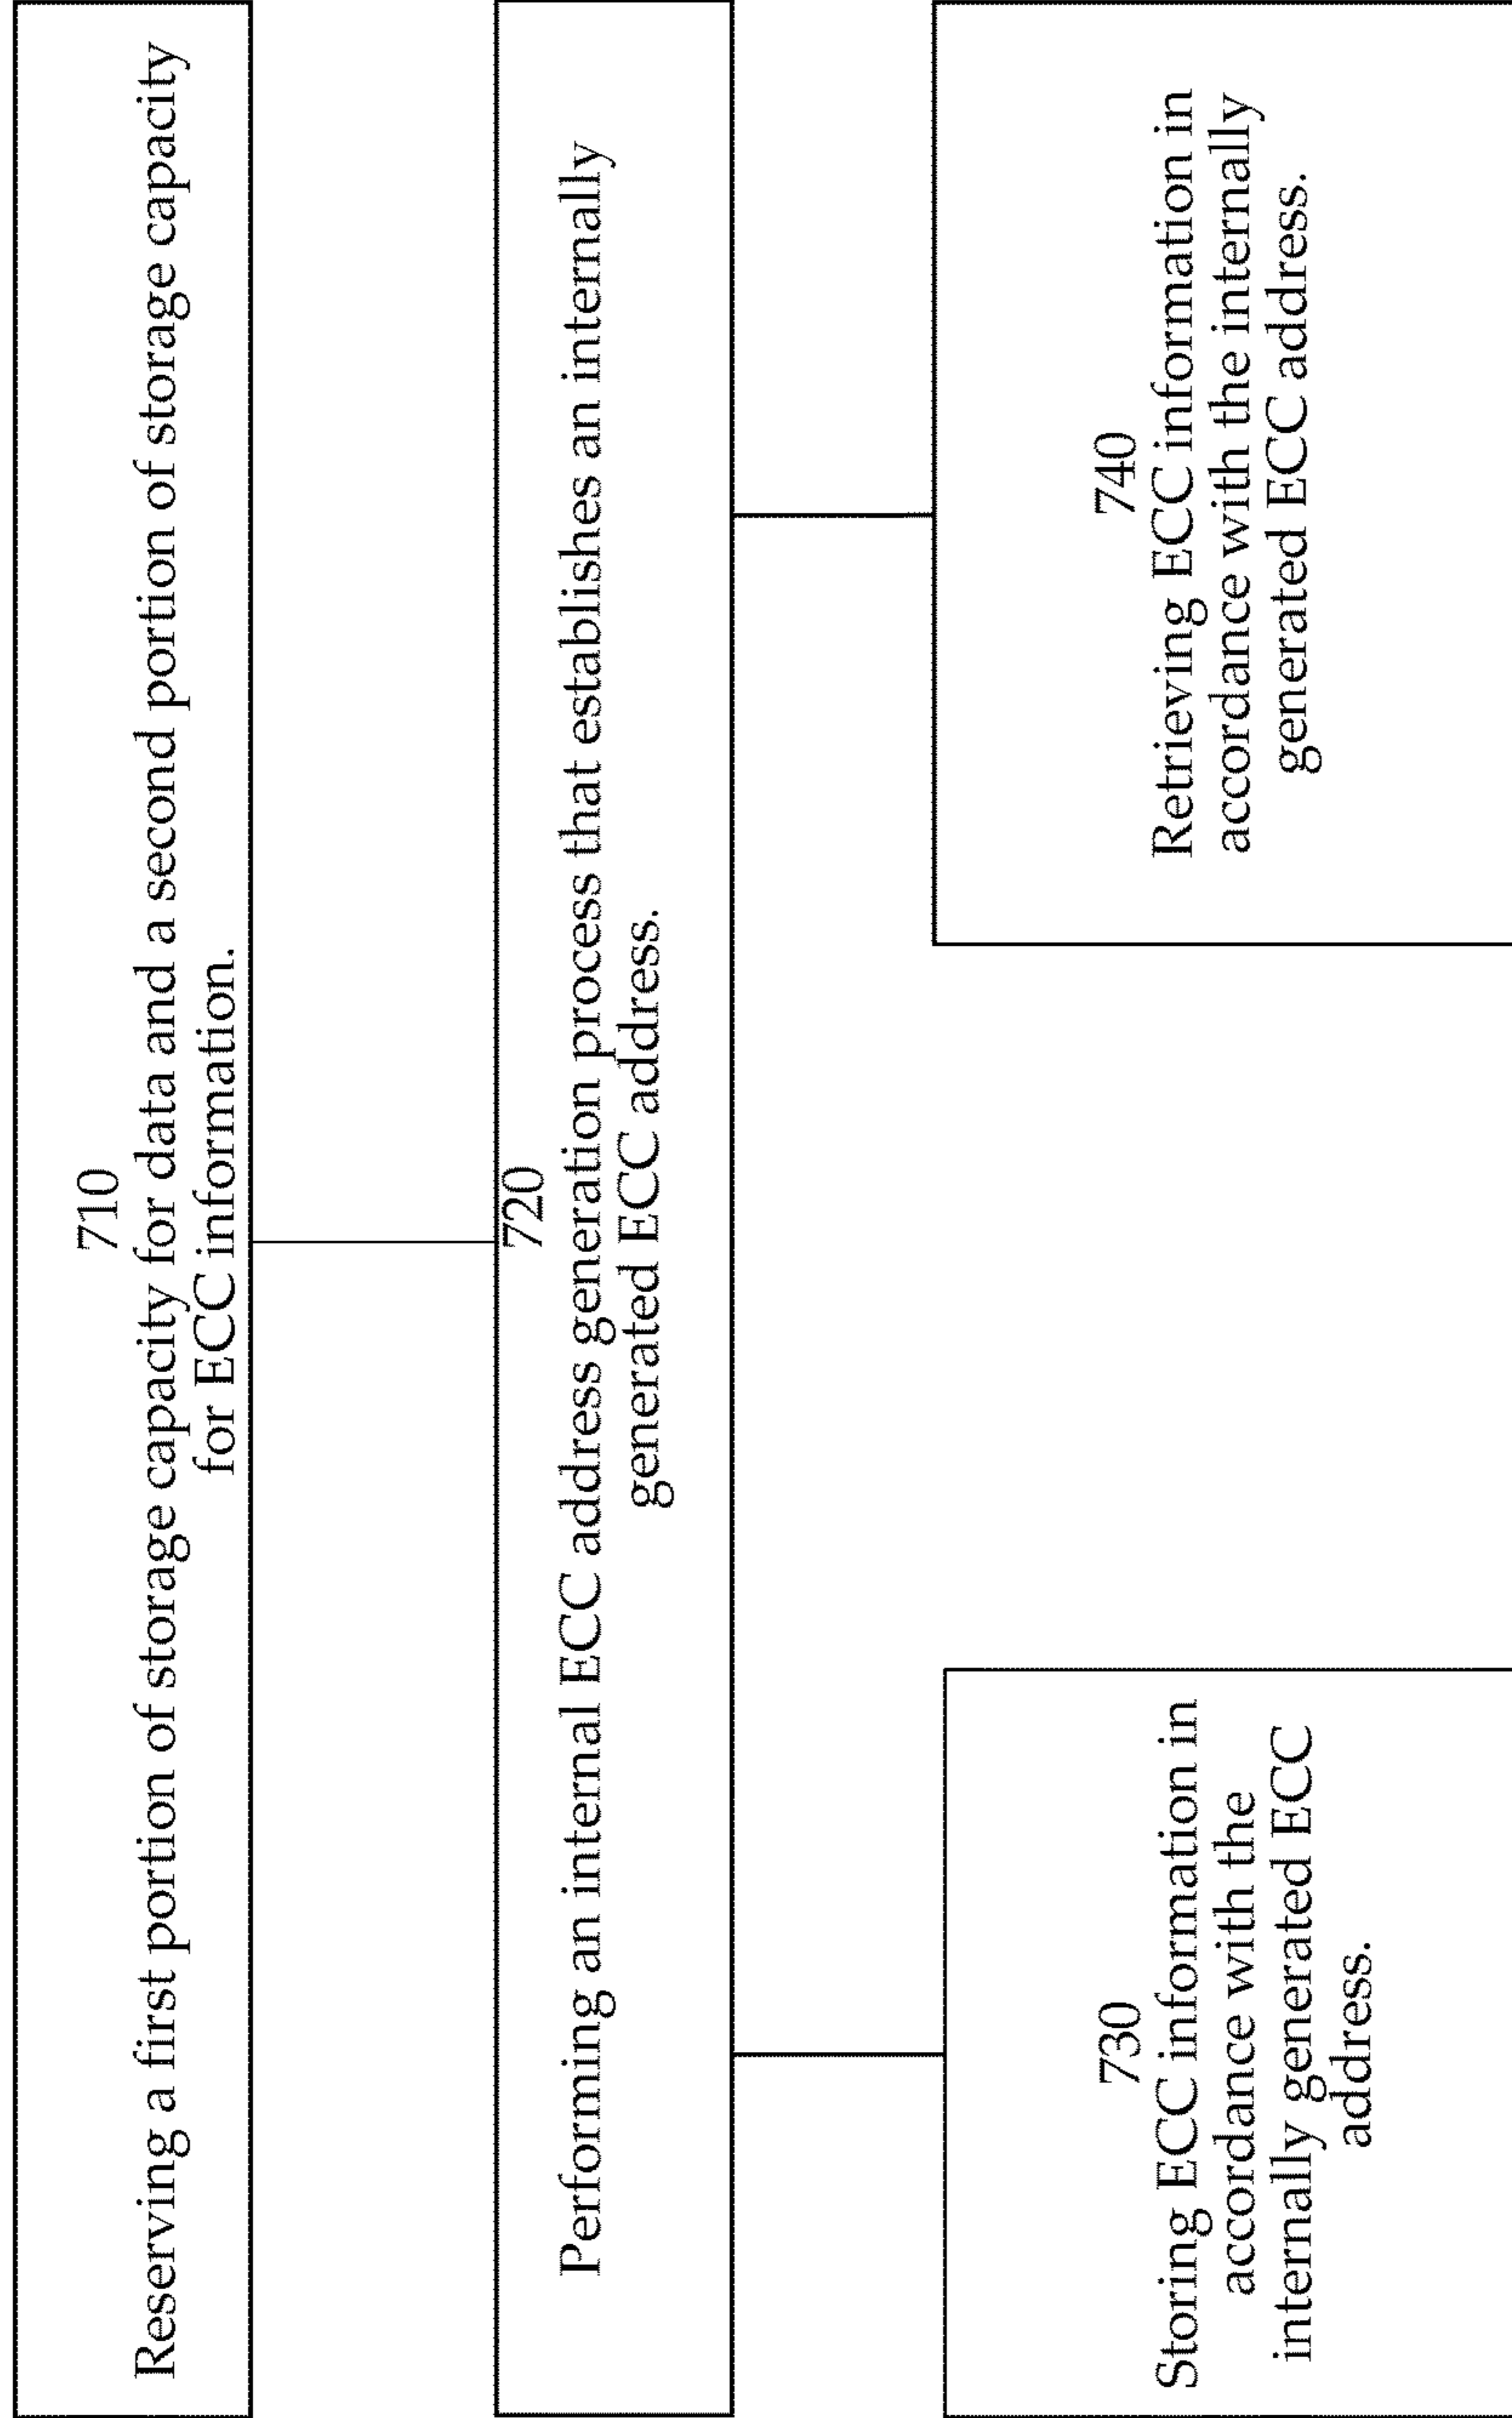 710
Reserving a first portion of storage capacity for data and a second portion of storage capacity
for ECC information.
720
Performing an internal ECC address generation process that establishes an internally
generated ECC address.
730
Storing ECC information in
accordance with the
internally generated ECC
address.
740
Retrieving ECC information in
accordance with the internally
generated ECC address.